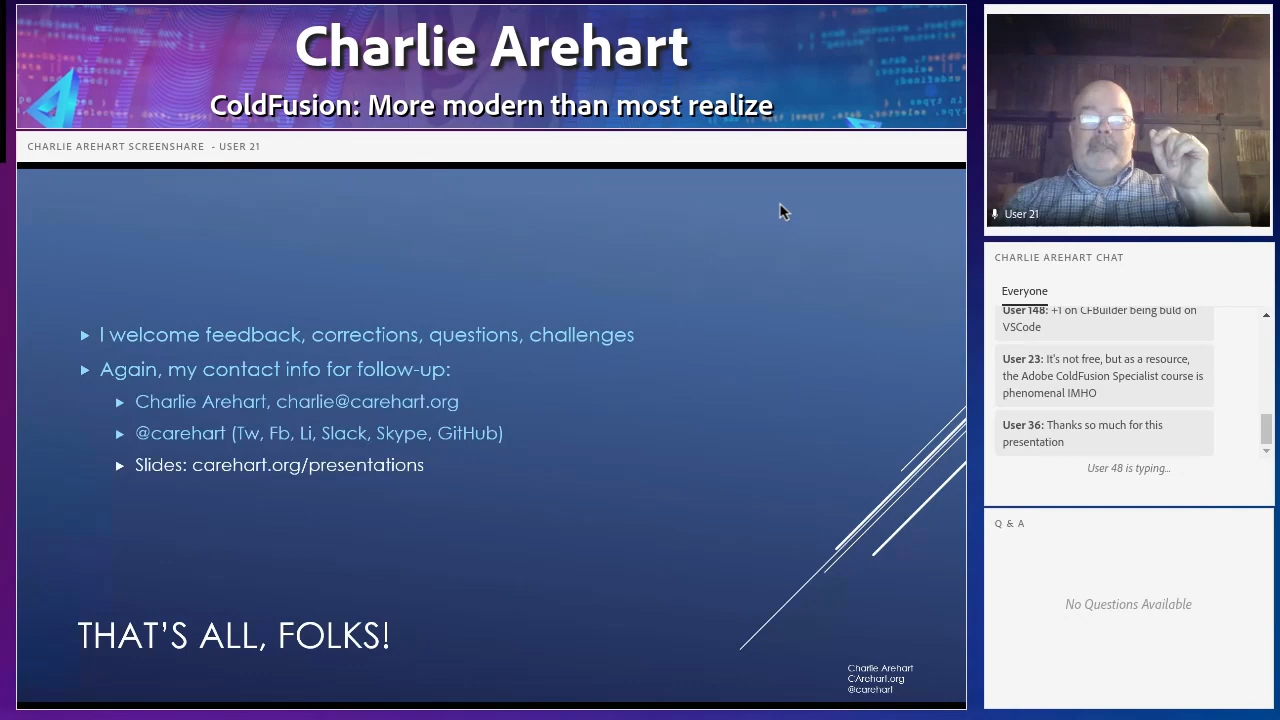 Charlie Arehart
ColdFusion: More modern than most realize
CHARLIE AREHART SCREENSHARE - USER 21
I welcome feedback, corrections, questions, challenges
Again, my contact info for follow-up:
Charlie Arehart, charlie@carehart.org
@carehart (Tw, Fb, Li, Slack, Skype, GitHub)
Slides: carehart.org/presentations
THAT'S ALL, FOLKS!
Charlie Arehart
CArehart.org
@carehart
User 21
CHARLIE AREHART CHAT
Everyone
User 148: +1 on CFBuilder being buld on
VSCode
User 23: It's not free, but as a resource,
the Adobe ColdFusion Specialist course is
phenomenal IMHO
User 36: Thanks so much for this
presentation
User 48 is typing...
Q & A
No Questions Available